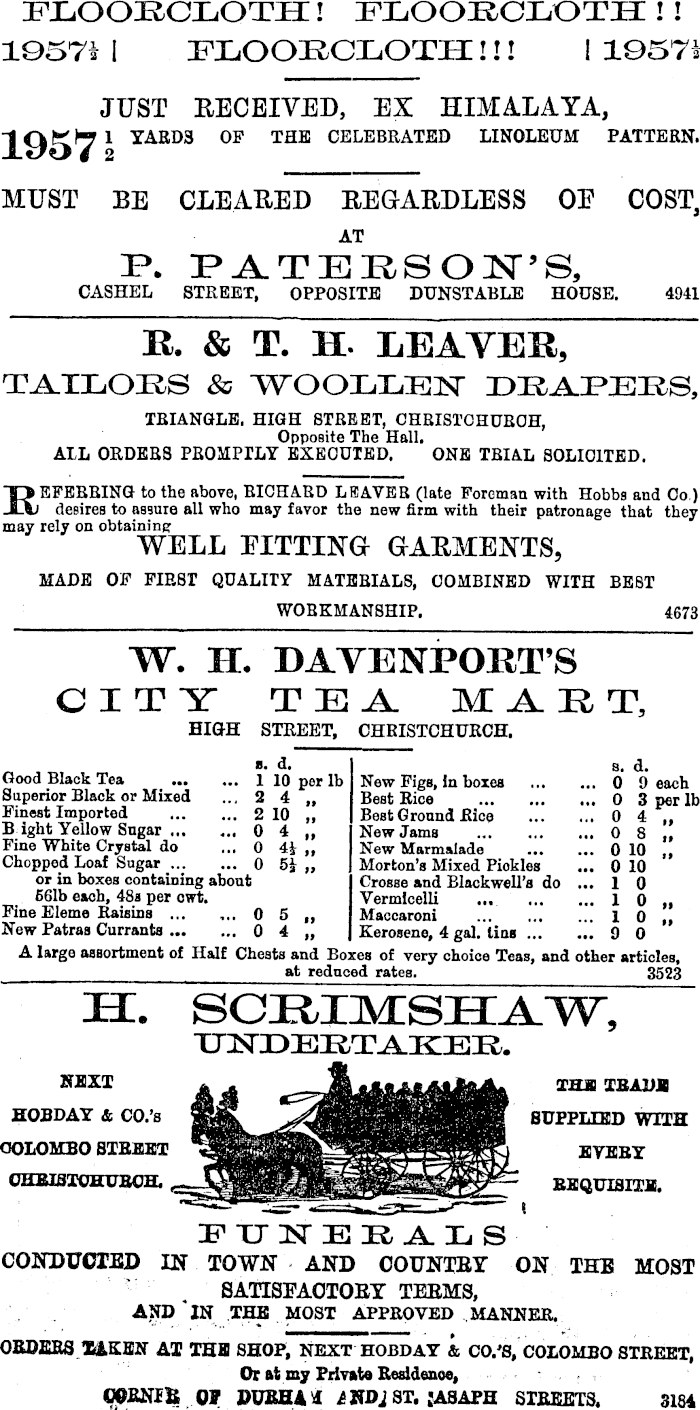 FLOORCLOTH! FLOORCLOTH!!
1957½ | FLOORCLOTH!!! | 1957½
JUST RECEIVED, EX HIMALAYA,
1957½ YARDS OF THE CELEBRATED LINOLEUM PATTERN.
MUST BE CLEARED REGARDLESS OF COST,
AT
P. PATERSON'S,
CASHEL STREET, OPPOSITE DUNSTABLE HOUSE. 4941
R. & T. H. LEAVER,
TAILORS & WOOLLEN DRAPERS,
TRIANGLE, HIGH STREET, CHRISTCHURCH,
Opposite The Hall.
ALL ORDERS PROMPTLY EXECUTED. ONE TRIAL SOLICITED.
REFERRING to the above, RICHARD LEAVER (late Foreman with Hobbs and Co.)
desires to assure all who may favor the new firm with their patronage that they
may rely on obtaining
WELL FITTING GARMENTS,
MADE OF FIRST QUALITY MATERIALS, COMBINED WITH BEST
WORKMANSHIP. 4673
W. H. DAVENPORT'S
CITY TEA MART,
HIGH STREET, CHRISTCHURCH.
s. d.
Good Black Tea ... ... 1 10 per lb
Superior Black or Mixed ... 2 4 „
Finest Imported ... ... 2 10 „
B ight Yellow Sugar ... ... 0 4 „
Fine White Crystal do ... 0 4½ „
Chopped Loaf Sugar ... ... 0 5½ „
or in boxes containing about
56lb each, 48s per cwt.
Fine Eleme Raisins ... ... 0 5 „
New Patras Currants ... ... 0 4 „
s. d.
New Figs, in boxes ... ... 0 9 each
Best Rice ... ... ... 0 3 per lb
Best Ground Rice ... ... 0 4 „
New Jams ... ... ... 0 8 „
New Marmalade ... ... 0 10 „
Morton's Mixed Pickles ... 0 10
Crosse and Blackwell's do ... 1 0
Vermicelli ... ... ... 1 0 „
Maccaroni ... ... ... 1 0 „
Kerosene, 4 gal. tins ... ... 9 0
A large assortment of Half Chests and Boxes of very choice Teas, and other articles,
at reduced rates. 3523
H. SCRIMSHAW,
UNDERTAKER.
NEXT
HOBDAY & CO.'s
COLOMBO STREET
CHRISTCHURCH.
THE TRADE
SUPPLIED WITH
EVERY
REQUISITE.
FUNERALS
CONDUCTED IN TOWN AND COUNTRY ON THE MOST
SATISFACTORY TERMS,
AND IN THE MOST APPROVED MANNER.
ORDERS TAKEN AT THE SHOP, NEXT HOBDAY & CO.'S, COLOMBO STREET,
Or at my Private Residence,
CORNER OF DURHAM AND ST. ASAPH STREETS. 3184